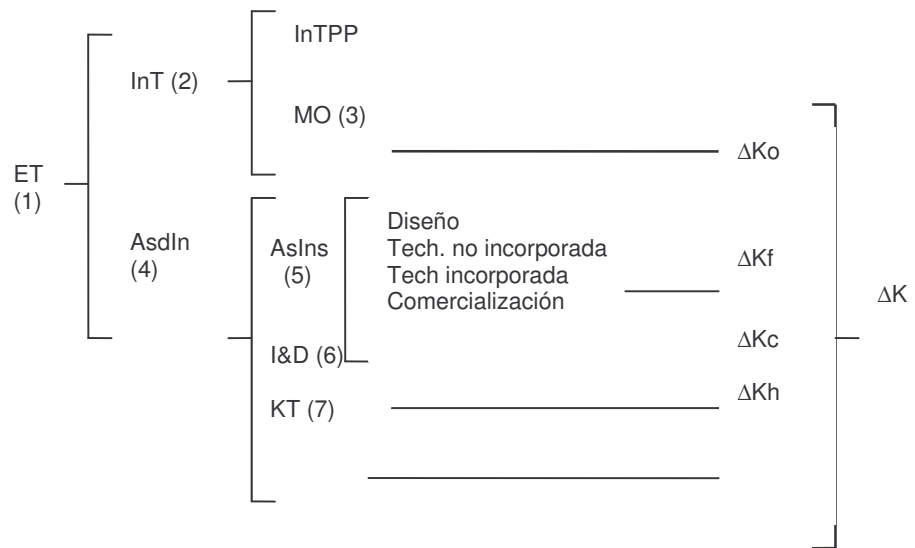 InTPP
InT (2)
MO (3)
ΔKo
ET
(1)
AsdIn
(4)
AsIns
(5)
Diseño
Tech. no incorporada
Tech incorporada
Comercialización
ΔKf
ΔK
I&D (6)
ΔKc
KT (7)
ΔKh